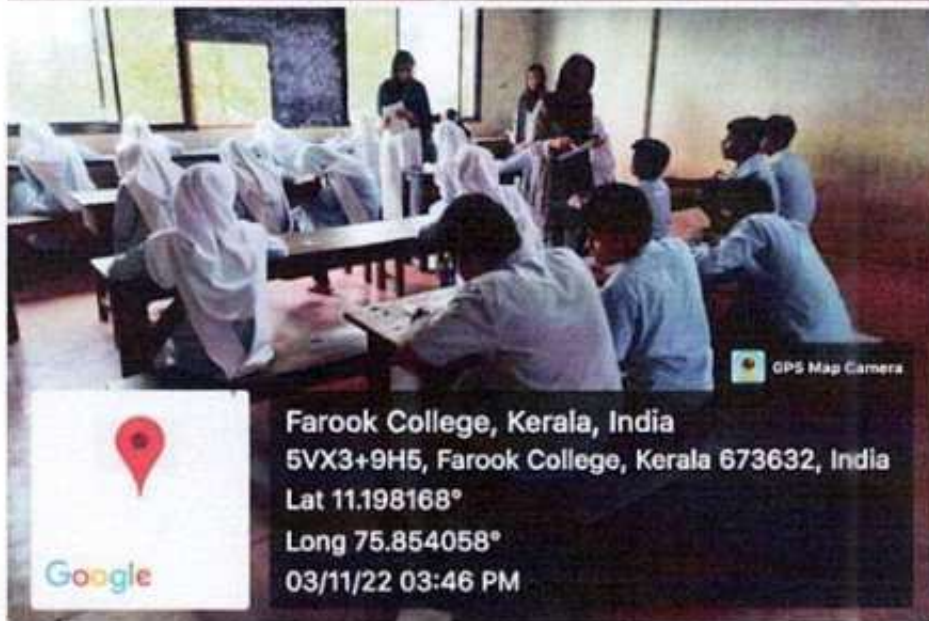 GPS Map Camera
Farook College, Kerala, India
5VX3+9H5, Farook College, Kerala 673632, India
Lat 11.198168°
Long 75.854058°
03/11/22 03:46 PM
Google